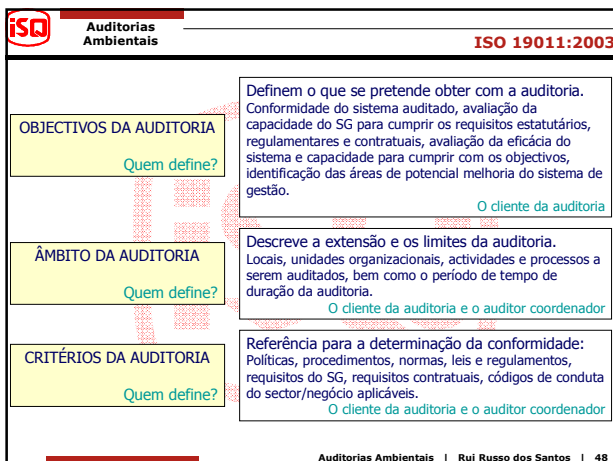 iSQ
Auditorias
Ambientais
ISO 19011:2003
OBJECTIVOS DA AUDITORIA
Quem define?
Definem o que se pretende obter com a auditoria.
Conformidade do sistema auditado, avaliação da
capacidade do SG para cumprir os requisitos estatutários,
regulamentares e contratuais, avaliação da eficácia do
sistema e capacidade para cumprir com os objectivos,
identificação das áreas de potencial melhoria do sistema de
gestão.
O cliente da auditoria
ÂMBITO DA AUDITORIA
Quem define?
Descreve a extensão e os limites da auditoria.
Locais, unidades organizacionais, actividades e processos a
serem auditados, bem como o período de tempo de
duração da auditoria.
O cliente da auditoria e o auditor coordenador
CRITÉRIOS DA AUDITORIA
Quem define?
Referência para a determinação da conformidade:
Políticas, procedimentos, normas, leis e regulamentos,
requisitos do SG, requisitos contratuais, códigos de conduta
do sector/negócio aplicáveis.
O cliente da auditoria e o auditor coordenador
Auditorias Ambientais | Rui Russo dos Santos | 48